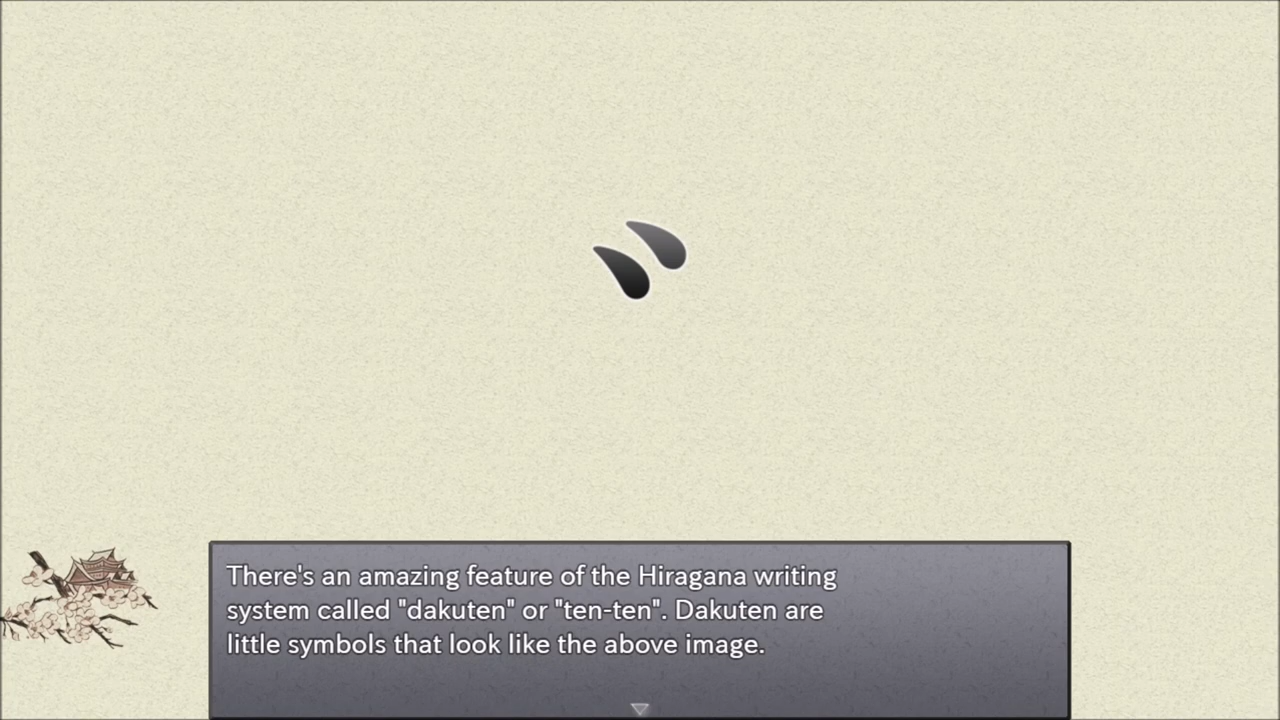 There's an amazing feature of the Hiragana writing
system called "dakuten" or "ten-ten". Dakuten are
little symbols that look like the above image.